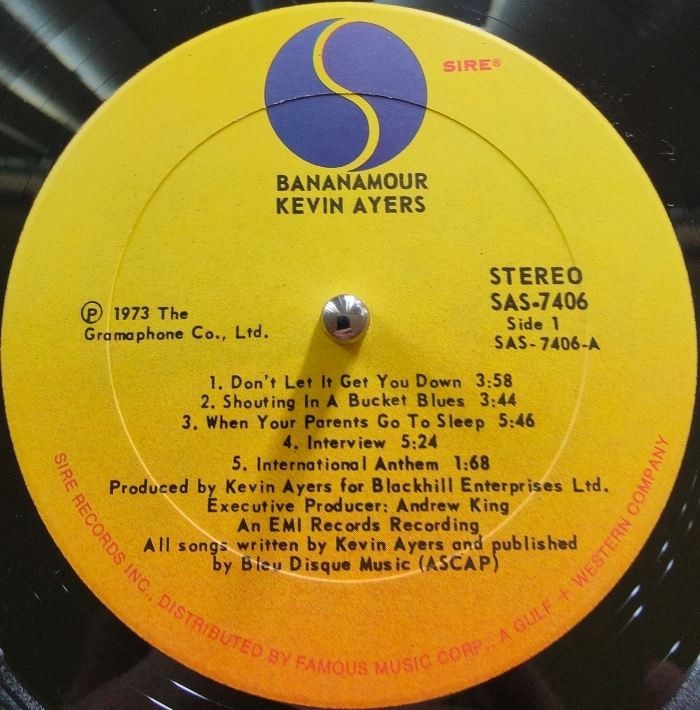 SIRE®
BANANAMOUR
KEVIN AYERS
STEREO
SAS-7406
Side 1
SAS-7406-A
℗ 1973 The
Gramaphone Co., Ltd.
1. Don't Let It Get You Down 3:58
2. Shouting In A Bucket Blues 3:44
3. When Your Parents Go To Sleep 5:46
4. Interview 5:24
5. International Anthem 1:68
Produced by Kevin Ayers for Blackhill Enterprises Ltd.
Executive Producer: Andrew King
An EMI Records Recording
All songs written by Kevin Ayers and published
by Bleu Disque Music (ASCAP)
SIRE RECORDS INC., DISTRIBUTED BY FAMOUS MUSIC CORP., A GULF + WESTERN COMPANY